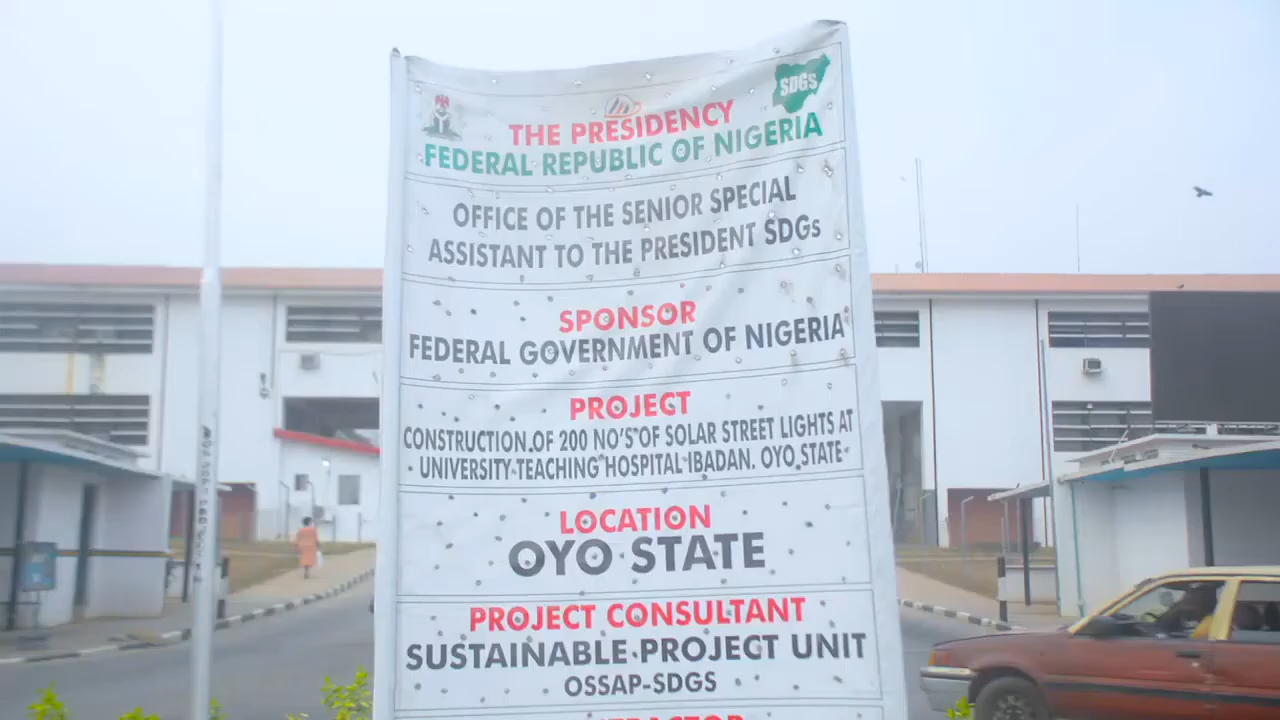 SDGs
THE PRESIDENCY
FEDERAL REPUBLIC OF NIGERIA
OFFICE OF THE SENIOR SPECIAL
ASSISTANT TO THE PRESIDENT SDGs
SPONSOR
FEDERAL GOVERNMENT OF NIGERIA
PROJECT
CONSTRUCTION OF 200 NO'S OF SOLAR STREET LIGHTS AT
UNIVERSITY TEACHING HOSPITAL IBADAN. OYO STATE
LOCATION
OYO STATE
PROJECT CONSULTANT
SUSTAINABLE PROJECT UNIT
OSSAP-SDGS